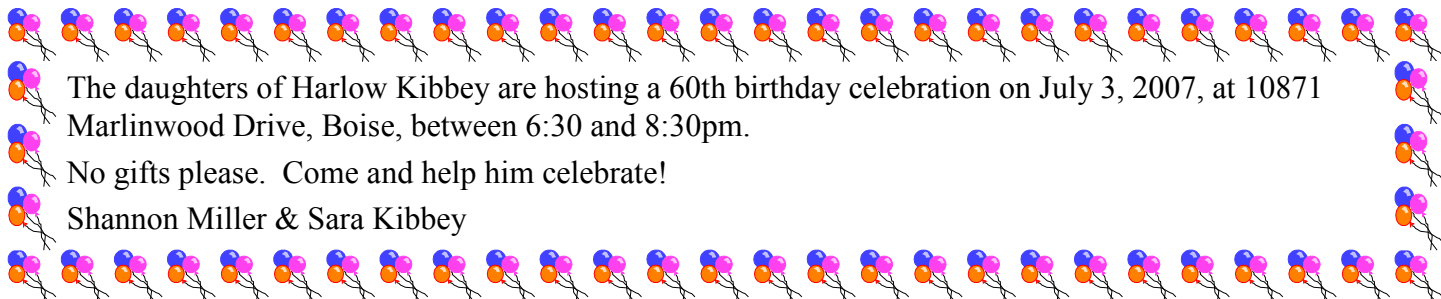 The daughters of Harlow Kibbey are hosting a 60th birthday celebration on July 3, 2007, at 10871
Marlinwood Drive, Boise, between 6:30 and 8:30pm.
No gifts please.  Come and help him celebrate!
Shannon Miller & Sara Kibbey